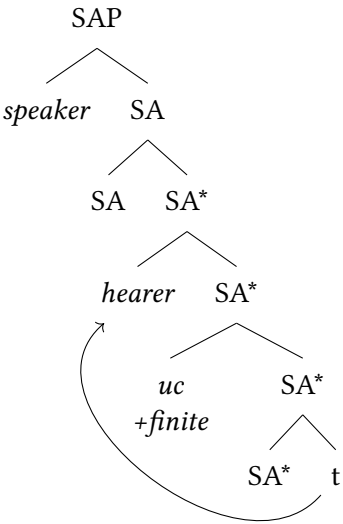 SAP
speaker SA
SA SA*
hearer SA*
uc SA*
+finite
SA* t